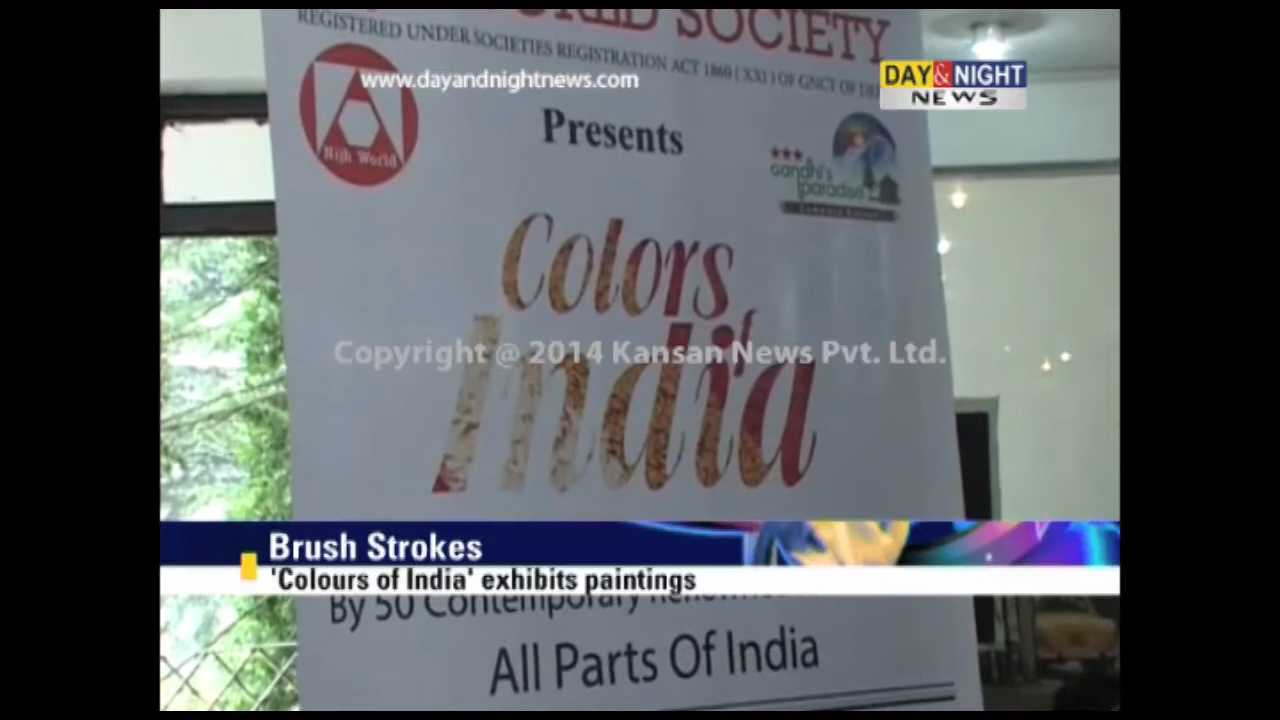 SOCIETY
REGISTERED UNDER SOCIETIES REGISTRATION ACT 1860 ( XXI ) OF GNCT OF
www.dayandnightnews.com
DAY & NIGHT
NEWS
Presents
Nijh World
Gandhi's
Paradise
Colors
of
India
Copyright @ 2014 Kansan News Pvt. Ltd.
Brush Strokes
'Colours of India' exhibits paintings
By 50 Contemporary
All Parts Of India